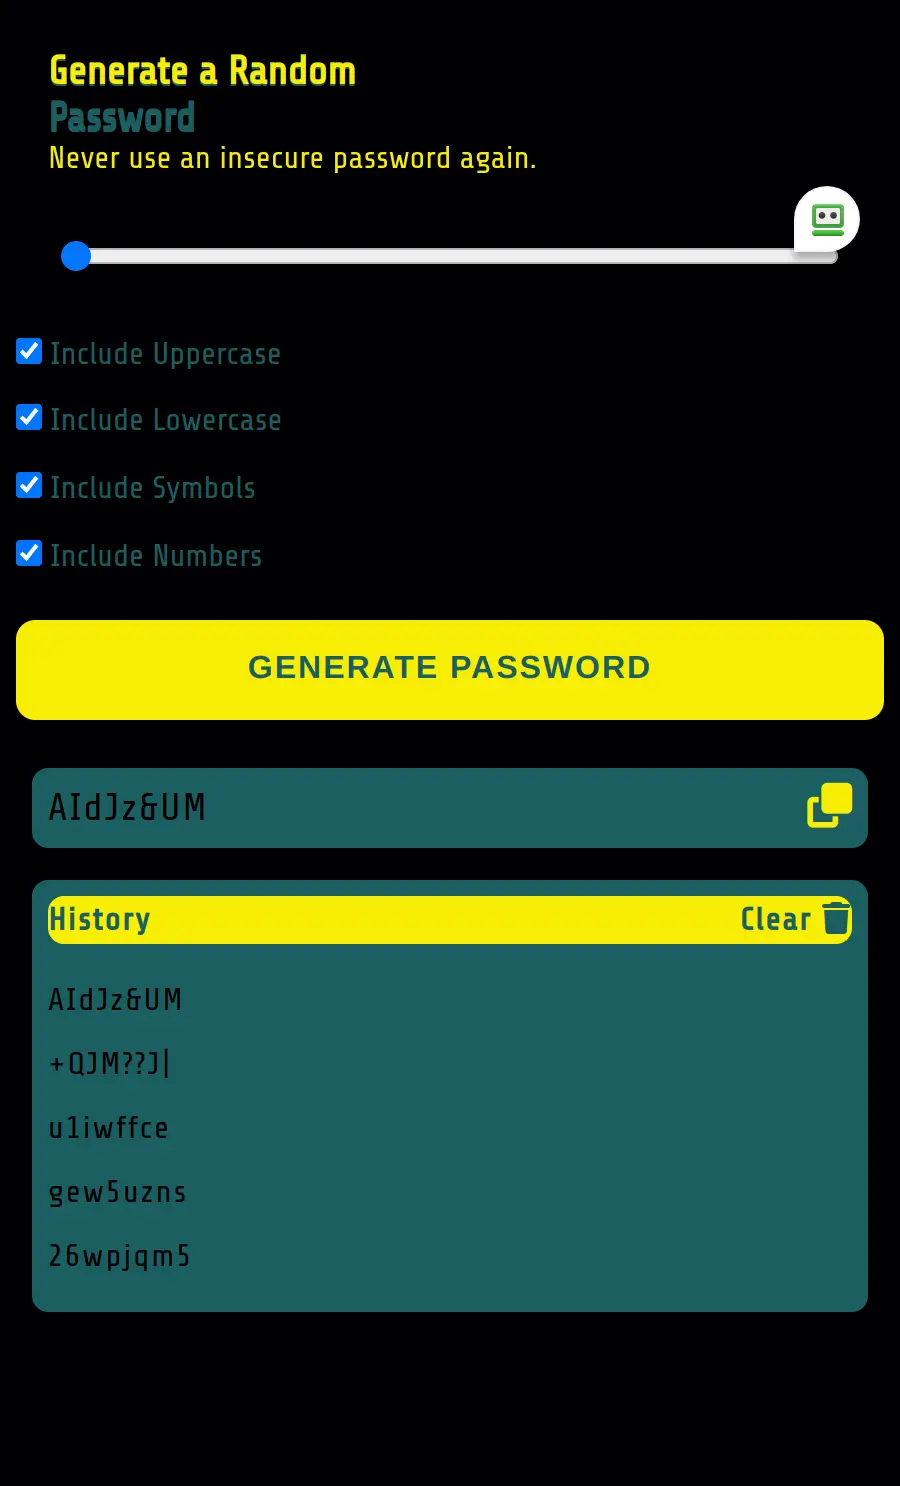 Generate a Random
Password
Never use an insecure password again.
Include Uppercase
Include Lowercase
Include Symbols
Include Numbers
GENERATE PASSWORD
AIdJz&UM
History Clear
AIdJz&UM
+QJM??J|
u1iwffce
gew5uzns
26wpjqm5